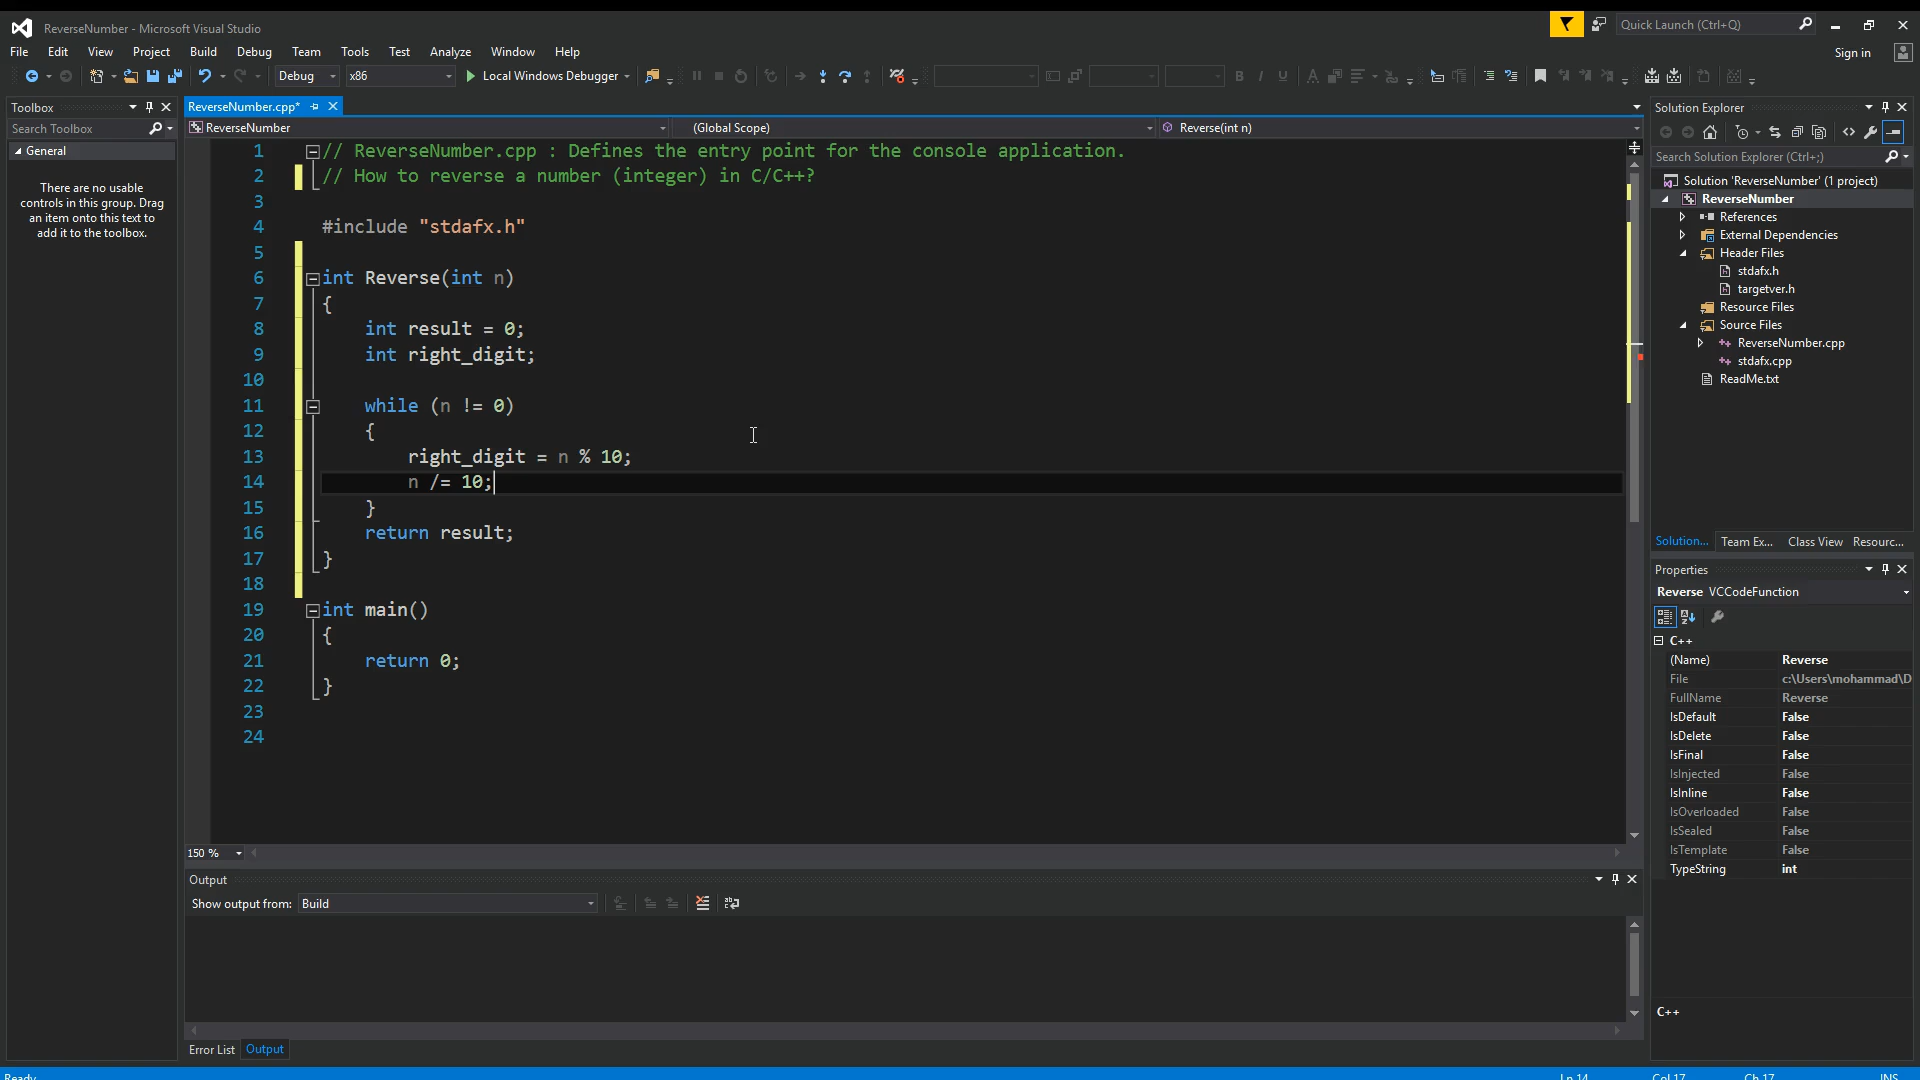 ReverseNumber - Microsoft Visual Studio
Quick Launch (Ctrl+Q)
File Edit View Project Build Debug Team Tools Test Analyze Window Help
Sign in
Debug x86 Local Windows Debugger
Toolbox
Search Toolbox
General
There are no usable
controls in this group. Drag
an item onto this text to
add it to the toolbox.
ReverseNumber.cpp*
ReverseNumber (Global Scope) Reverse(int n)
1 // ReverseNumber.cpp : Defines the entry point for the console application.
2 // How to reverse a number (integer) in C/C++?
3
4 #include "stdafx.h"
5
6 int Reverse(int n)
7 {
8 int result = 0;
9 int right_digit;
10
11 while (n != 0)
12 {
13 right_digit = n % 10;
14 n /= 10;
15 }
16 return result;
17 }
18
19 int main()
20 {
21 return 0;
22 }
23
24
150 %
Output
Show output from: Build
Error List Output
Solution Explorer
Search Solution Explorer (Ctrl+;)
Solution 'ReverseNumber' (1 project)
ReverseNumber
References
External Dependencies
Header Files
stdafx.h
targetver.h
Resource Files
Source Files
ReverseNumber.cpp
stdafx.cpp
ReadMe.txt
Solution... Team Ex... Class View Resourc...
Properties
Reverse VCCodeFunction
C++
(Name) Reverse
File c:\Users\mohammad\D
FullName Reverse
IsDefault False
IsDelete False
IsFinal False
IsInjected False
IsInline False
IsOverloaded False
IsSealed False
IsTemplate False
TypeString int
C++
Ready Ln 14 Col 17 Ch 17 INS